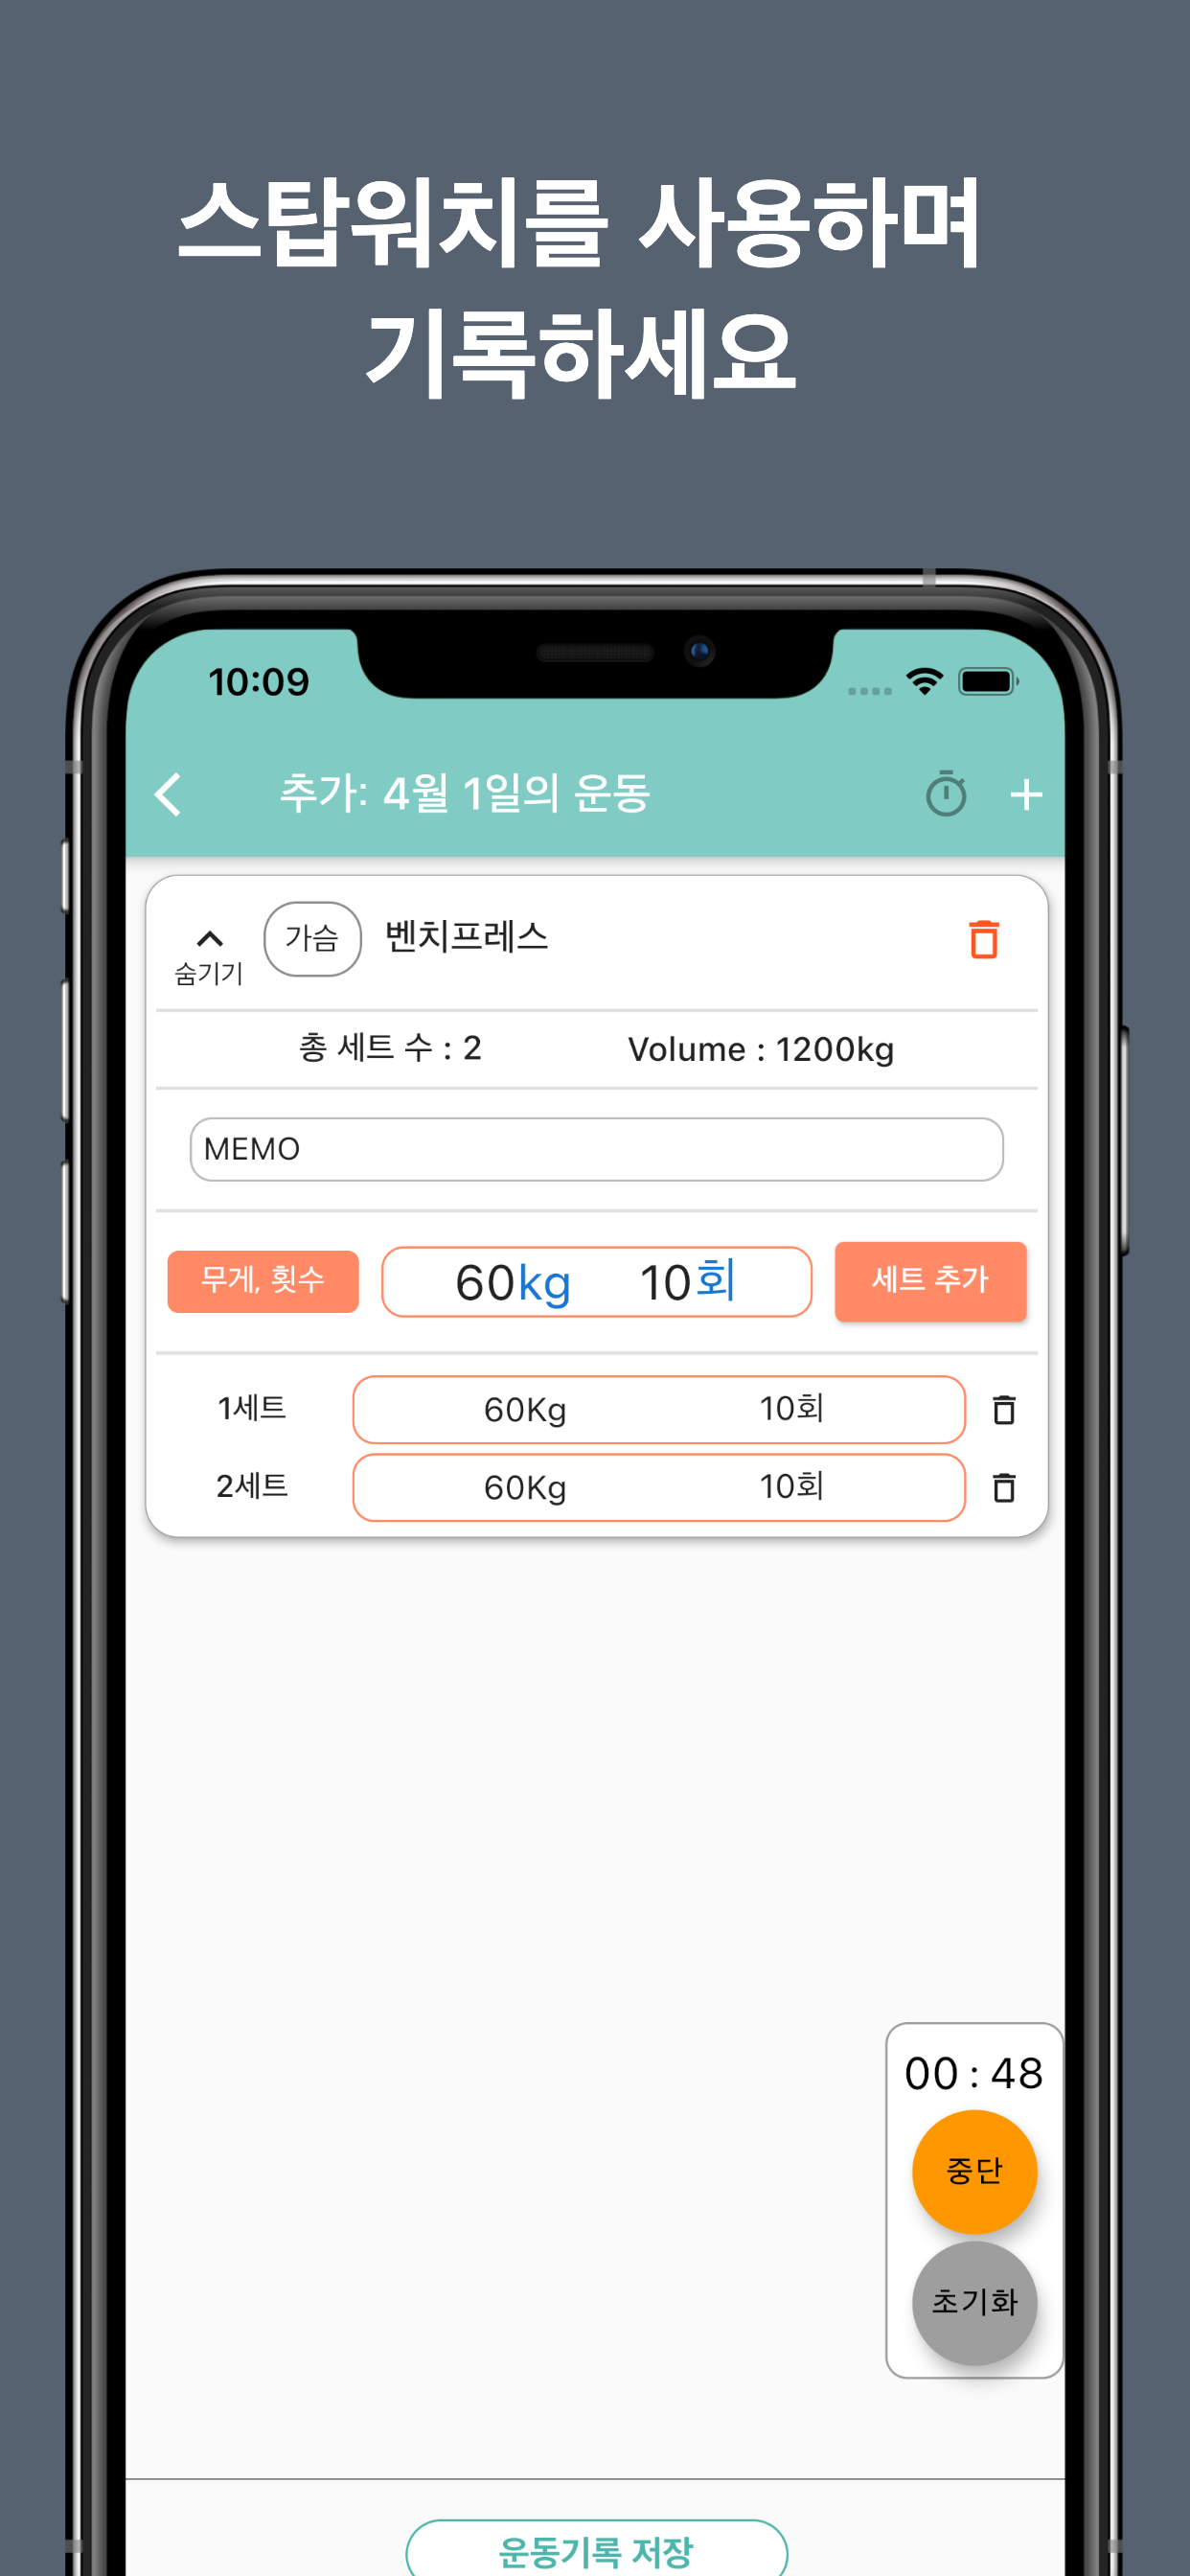 스탑워치를 사용하며
기록하세요
10:09
추가: 4월 1일의 운동
숨기기
가슴
벤치프레스
총 세트 수 : 2
Volume : 1200kg
MEMO
무게, 횟수
60kg 10회
세트 추가
1세트 60Kg 10회
2세트 60Kg 10회
00 : 48
중단
초기화
운동기록 저장